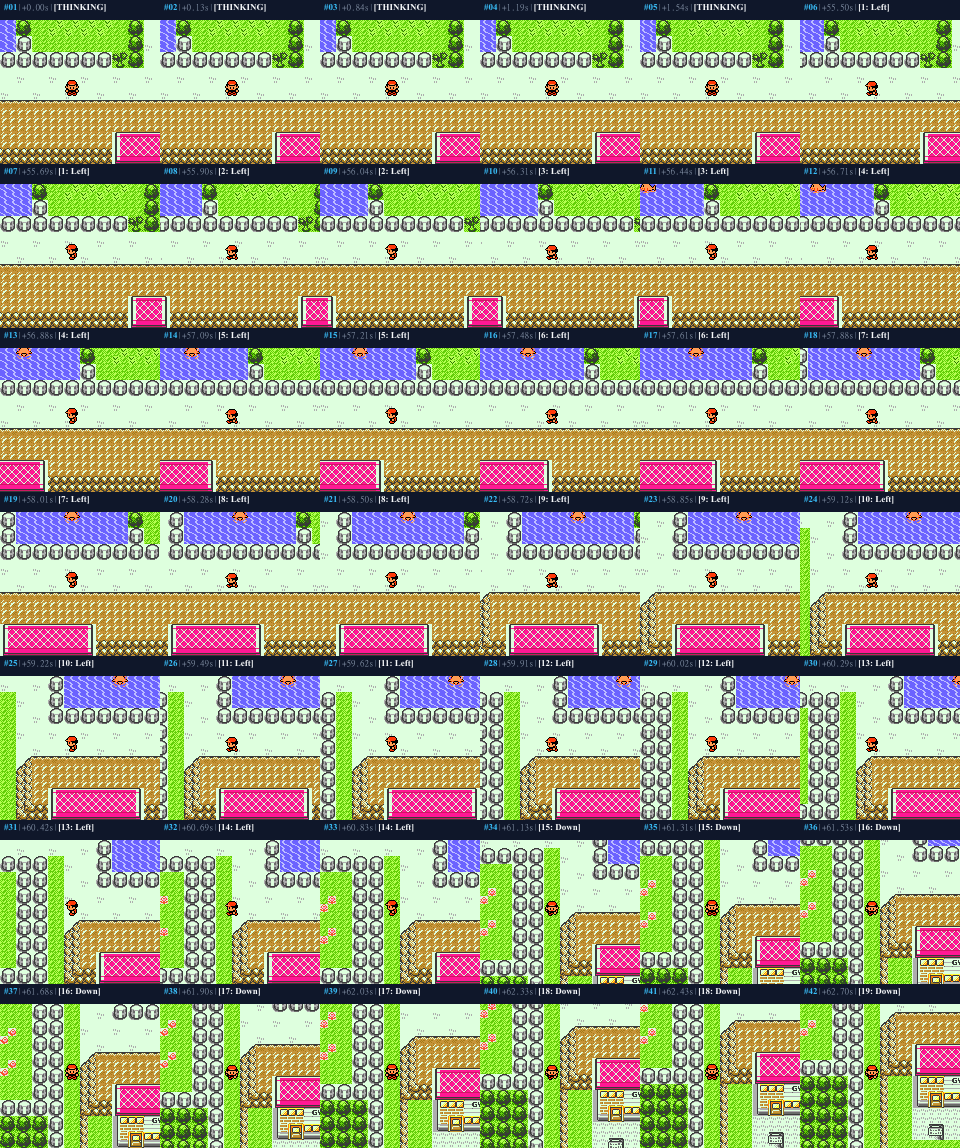 #01|+0.00s|[THINKING] #02|+0.13s|[THINKING] #03|+0.84s|[THINKING] #04|+1.19s|[THINKING] #05|+1.54s|[THINKING] #06|+55.50s|[1: Left]
#07|+55.69s|[1: Left] #08|+55.90s|[2: Left] #09|+56.04s|[2: Left] #10|+56.31s|[3: Left] #11|+56.44s|[3: Left] #12|+56.71s|[4: Left]
#13|+56.88s|[4: Left] #14|+57.09s|[5: Left] #15|+57.21s|[5: Left] #16|+57.48s|[6: Left] #17|+57.61s|[6: Left] #18|+57.88s|[7: Left]
#19|+58.01s|[7: Left] #20|+58.28s|[8: Left] #21|+58.50s|[8: Left] #22|+58.72s|[9: Left] #23|+58.85s|[9: Left] #24|+59.12s|[10: Left]
#25|+59.22s|[10: Left] #26|+59.49s|[11: Left] #27|+59.62s|[11: Left] #28|+59.91s|[12: Left] #29|+60.02s|[12: Left] #30|+60.29s|[13: Left]
#31|+60.42s|[13: Left] #32|+60.69s|[14: Left] #33|+60.83s|[14: Left] #34|+61.13s|[15: Down] #35|+61.31s|[15: Down] #36|+61.53s|[16: Down]
#37|+61.68s|[16: Down] #38|+61.90s|[17: Down] #39|+62.03s|[17: Down] #40|+62.33s|[18: Down] #41|+62.43s|[18: Down] #42|+62.70s|[19: Down]